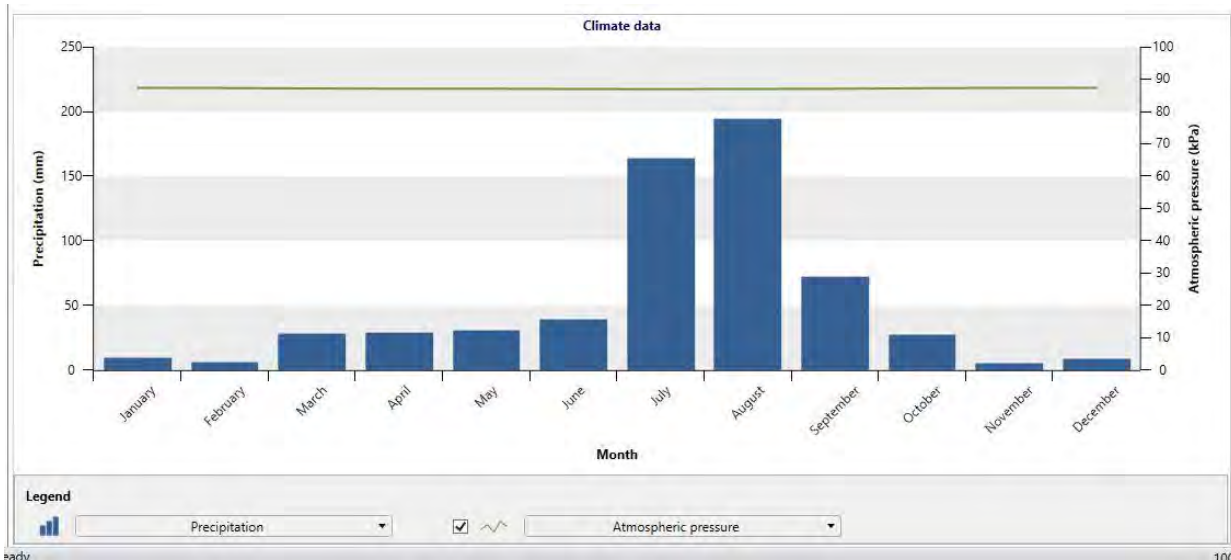 Climate data
250
200
150
100
50
0
Precipitation (mm)
100
90
80
70
60
50
40
30
20
10
0
Atmospheric pressure (kPa)
January
February
March
April
May
June
July
August
September
October
November
December
Month
Legend
Precipitation
Atmospheric pressure